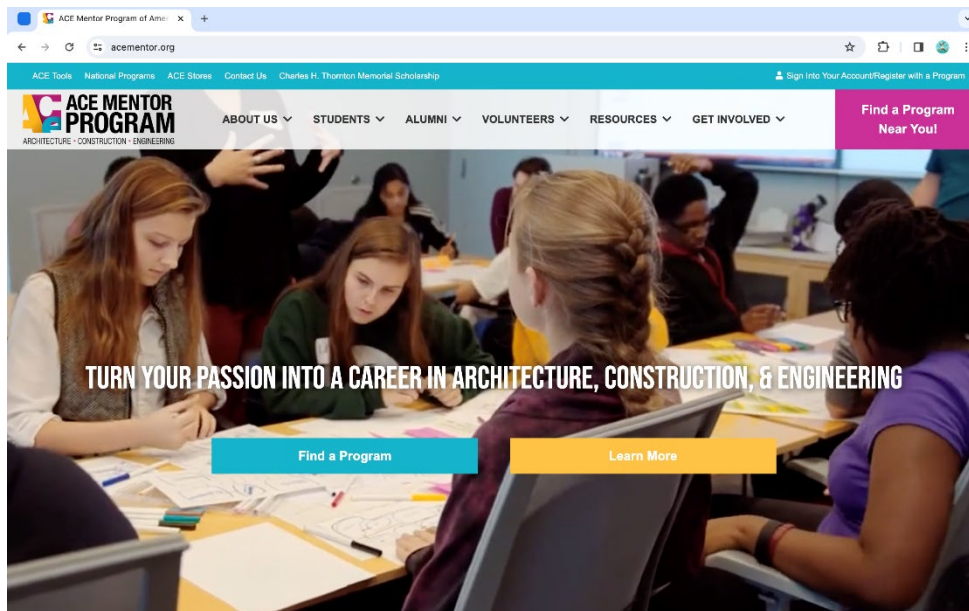 ACE Mentor Program of Amer
acementor.org
ACE Tools National Programs ACE Stores Contact Us Charles H. Thornton Memorial Scholarship Sign Into Your Account/Register with a Program
ACE MENTOR
PROGRAM
ARCHITECTURE • CONSTRUCTION • ENGINEERING
ABOUT US STUDENTS ALUMNI VOLUNTEERS RESOURCES GET INVOLVED
Find a Program
Near You!
TURN YOUR PASSION INTO A CAREER IN ARCHITECTURE, CONSTRUCTION, & ENGINEERING
Find a Program Learn More